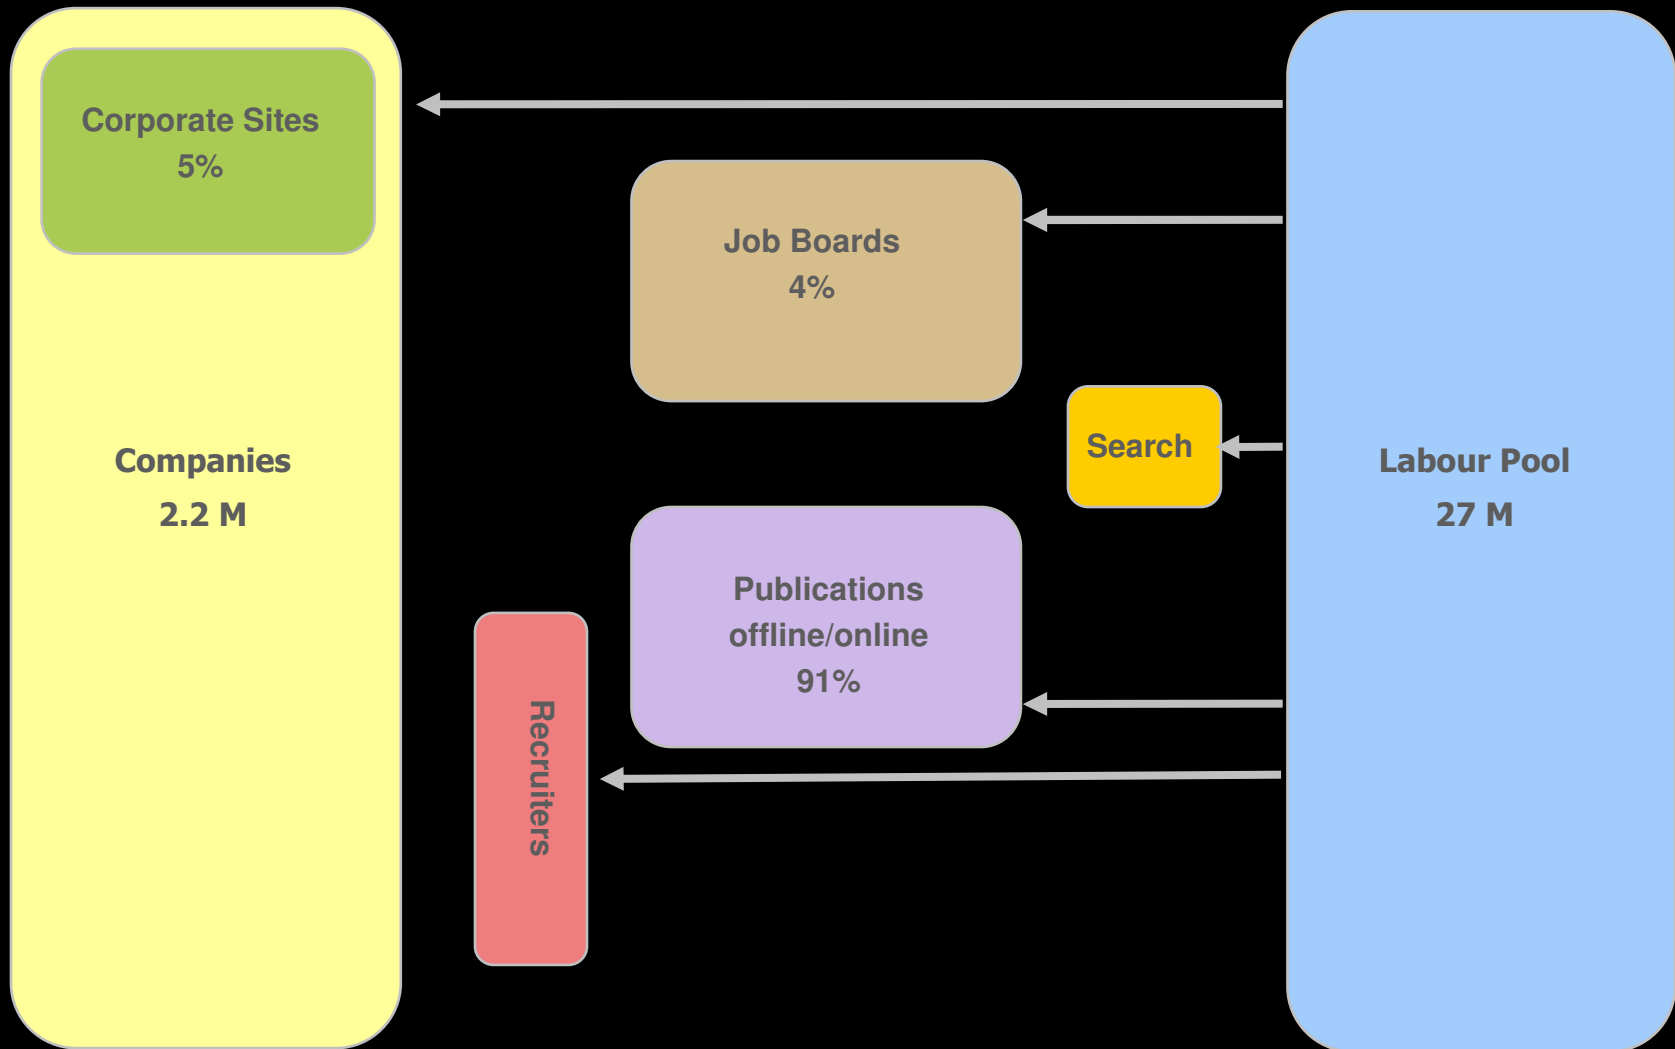 Corporate Sites
5%
Companies
2.2 M
Job Boards
4%
Search
Publications
offline/online
91%
Recruiters
Labour Pool
27 M